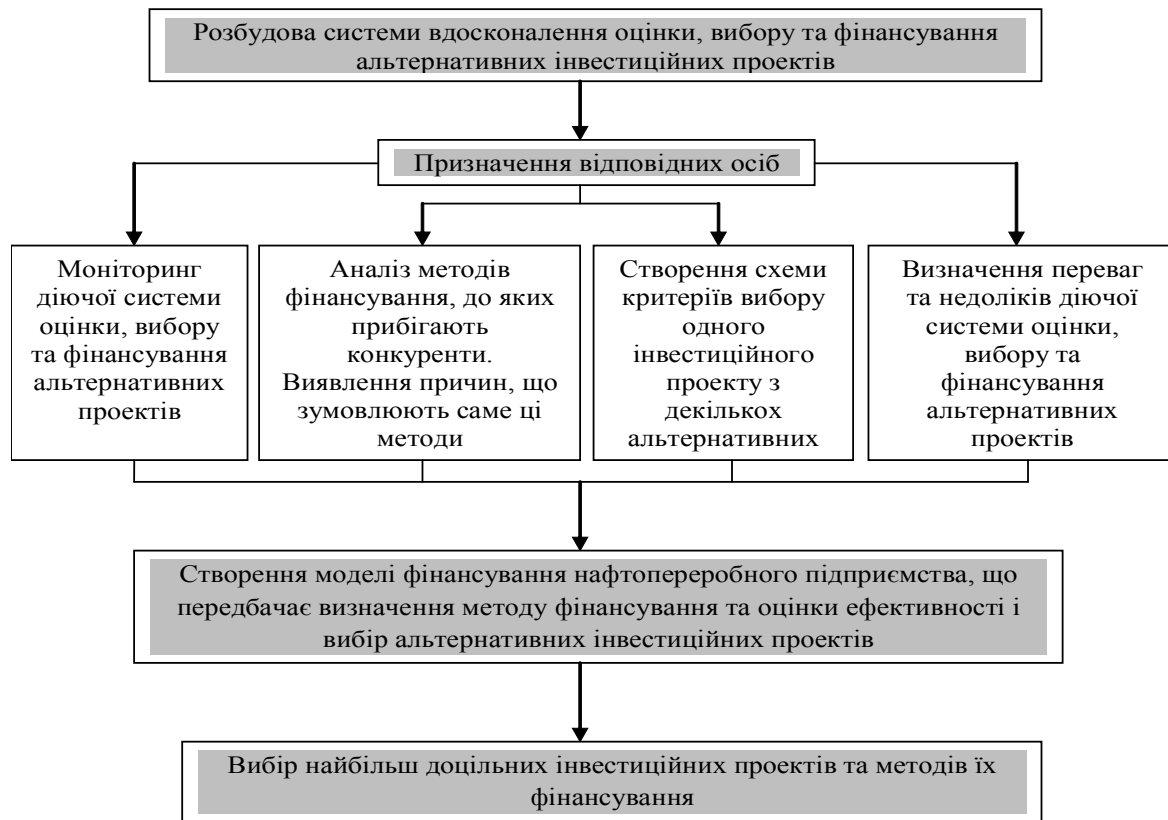 Розбудова системи вдосконалення оцінки, вибору та фінансування
альтернативних інвестиційних проектів
Призначення відповідних осіб
Моніторинг
діючої системи
оцінки, вибору
та фінансування
альтернативних
проектів
Аналіз методів
фінансування, до яких
прибігають
конкуренти.
Виявлення причин, що
зумовлюють саме ці
методи
Створення схеми
критеріїв вибору
одного
інвестиційного
проекту з
декількох
альтернативних
Визначення переваг
та недоліків діючої
системи оцінки,
вибору та
фінансування
альтернативних
проектів
Створення моделі фінансування нафтопереробного підприємства, що
передбачає визначення методу фінансування та оцінки ефективності і
вибір альтернативних інвестиційних проектів
Вибір найбільш доцільних інвестиційних проектів та методів їх
фінансування